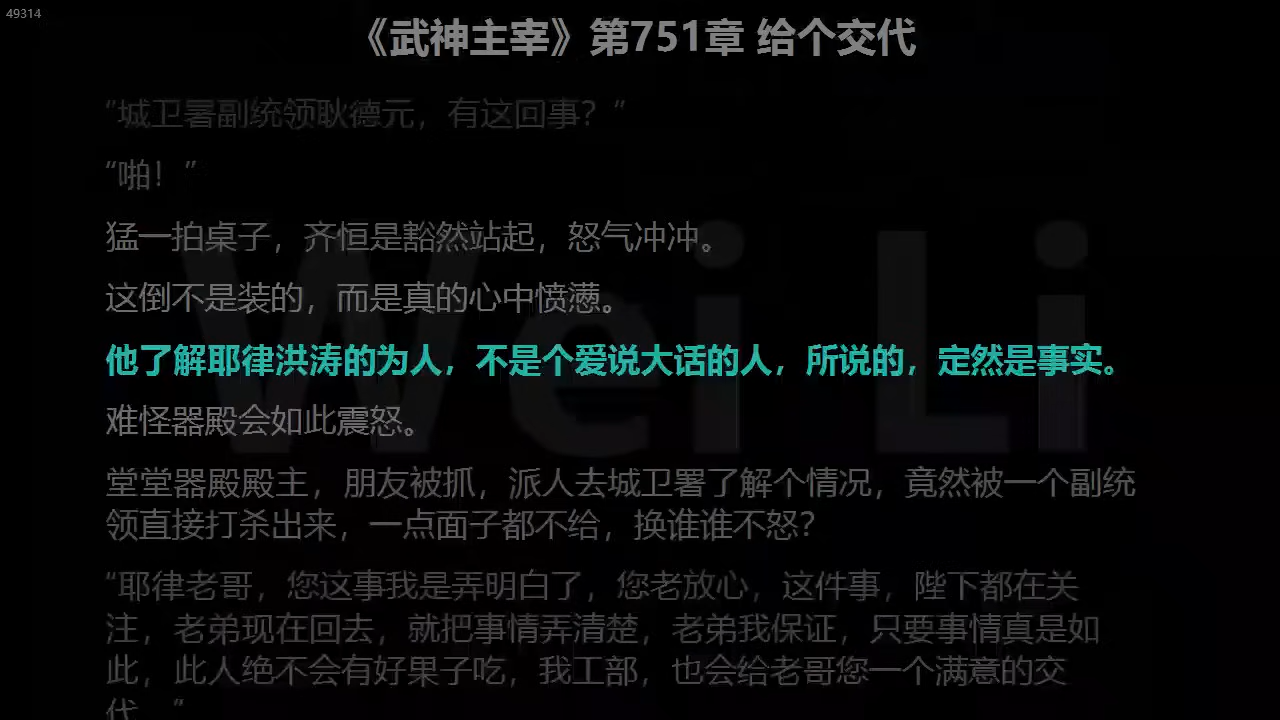 49314
《武神主宰》第751章 给个交代
“城卫署副统领耿德元，有这回事？”
“啪！”
猛一拍桌子，齐恒是豁然站起，怒气冲冲。
这倒不是装的，而是真的心中愤懑。
他了解耶律洪涛的为人，不是个爱说大话的人，所说的，定然是事实。
难怪器殿会如此震怒。
堂堂器殿殿主，朋友被抓，派人去城卫署了解个情况，竟然被一个副统
领直接打杀出来，一点面子都不给，换谁谁不怒？
“耶律老哥，您这事我是弄明白了，您老放心，这件事，陛下都在关
注，老弟现在回去，就把事情弄清楚，老弟我保证，只要事情真是如
此，此人绝不会有好果子吃，我工部，也会给老哥您一个满意的交
代。”
Wei Li